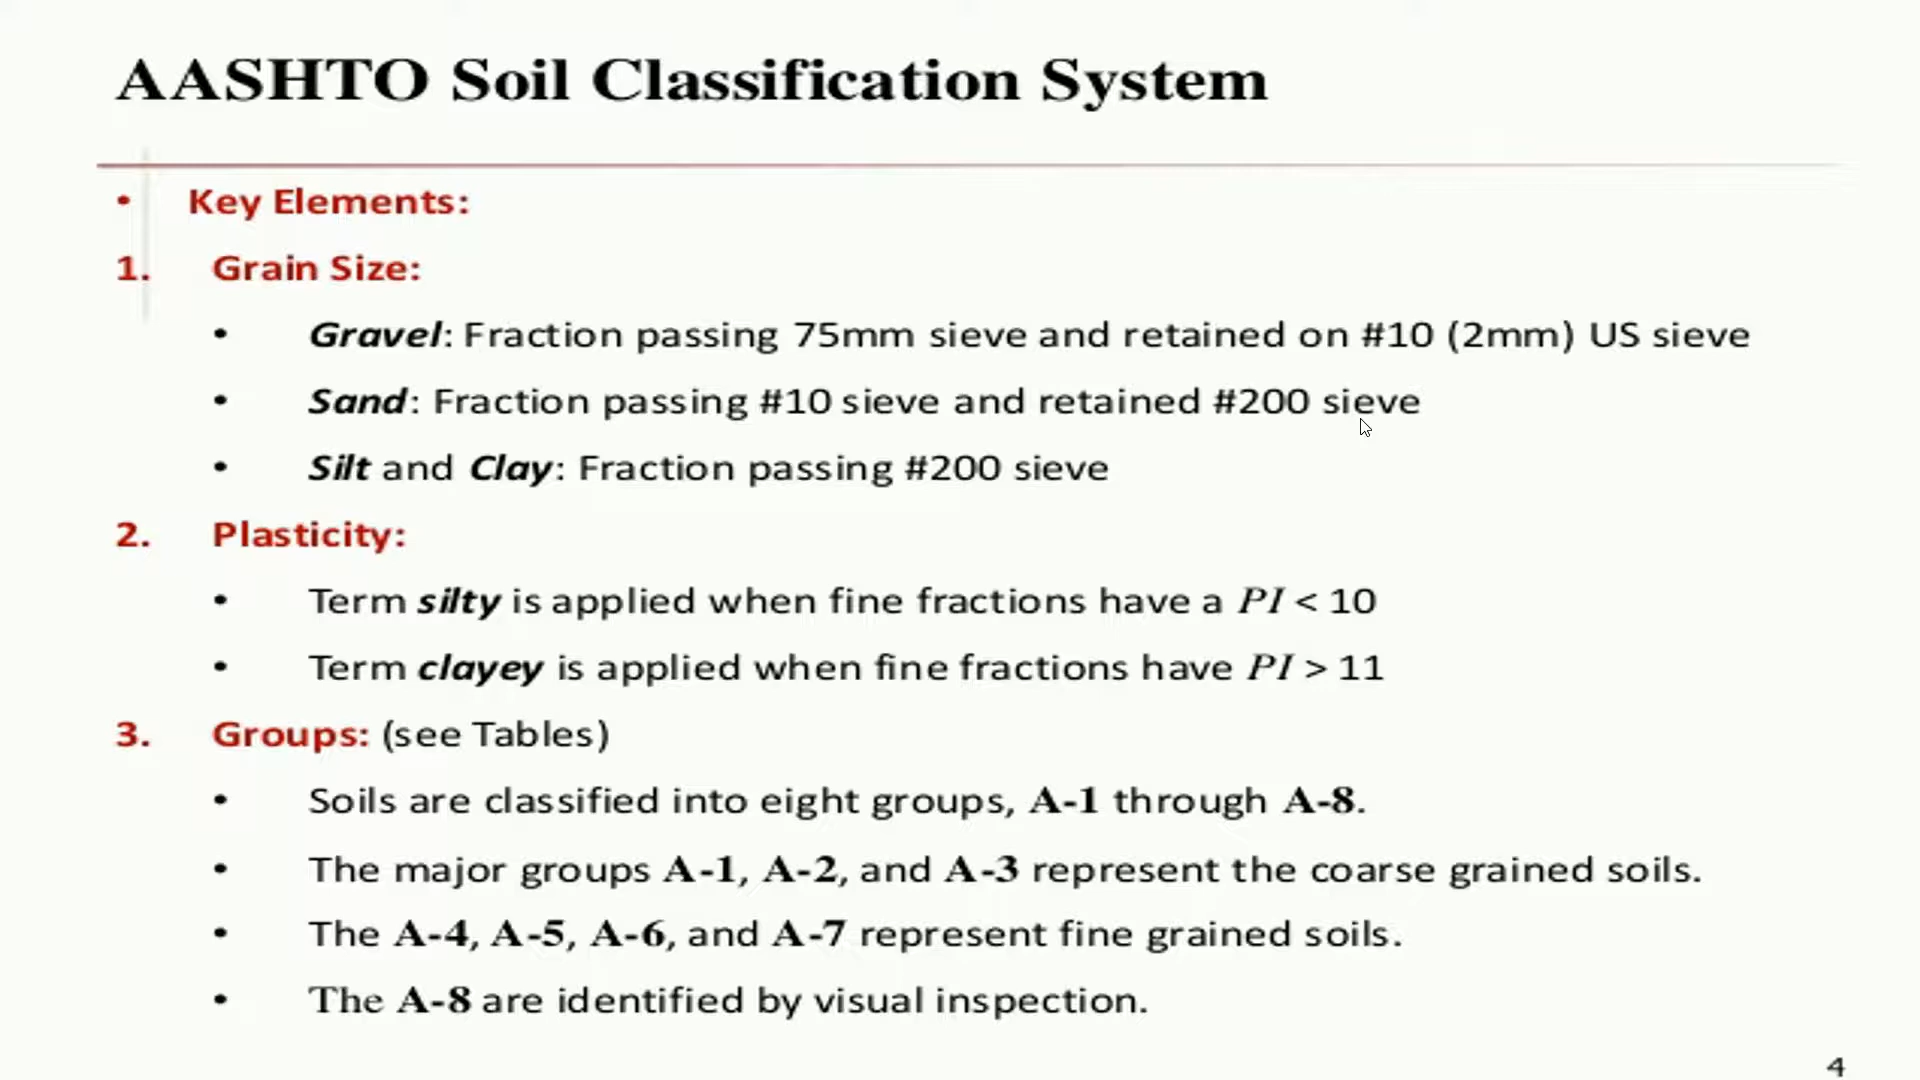 AASHTO Soil Classification System
• Key Elements:
1. Grain Size:
• Gravel: Fraction passing 75mm sieve and retained on #10 (2mm) US sieve
• Sand: Fraction passing #10 sieve and retained #200 sieve
• Silt and Clay: Fraction passing #200 sieve
2. Plasticity:
• Term silty is applied when fine fractions have a PI < 10
• Term clayey is applied when fine fractions have PI > 11
3. Groups: (see Tables)
• Soils are classified into eight groups, A-1 through A-8.
• The major groups A-1, A-2, and A-3 represent the coarse grained soils.
• The A-4, A-5, A-6, and A-7 represent fine grained soils.
• The A-8 are identified by visual inspection.
4